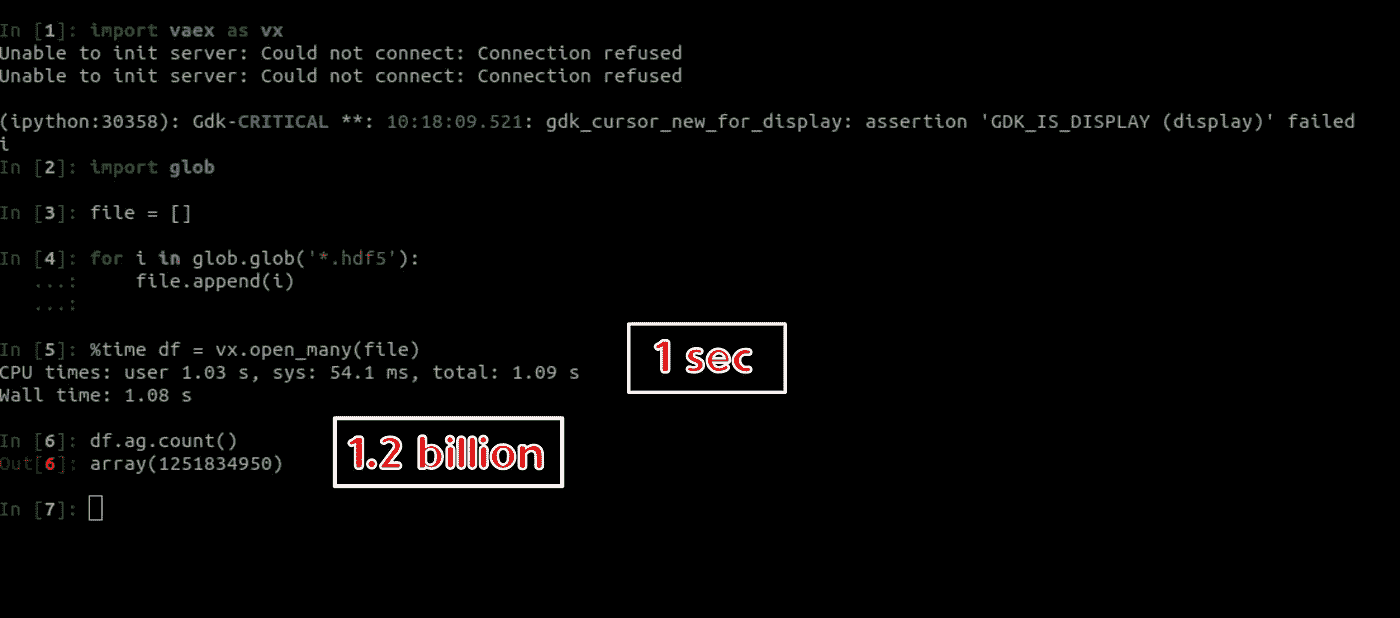 In [1]: import vaex as vx
Unable to init server: Could not connect: Connection refused
Unable to init server: Could not connect: Connection refused
(ipython:30358): Gdk-CRITICAL **: 10:18:09.521: gdk_cursor_new_for_display: assertion 'GDK_IS_DISPLAY (display)' failed
i
In [2]: import glob
In [3]: file = []
In [4]: for i in glob.glob('*.hdf5'):
   ...:     file.append(i)
   ...:
In [5]: %time df = vx.open_many(file)
CPU times: user 1.03 s, sys: 54.1 ms, total: 1.09 s
Wall time: 1.08 s
1 sec
In [6]: df.ag.count()
Out[6]: array(1251834950)
1.2 billion
In [7]: